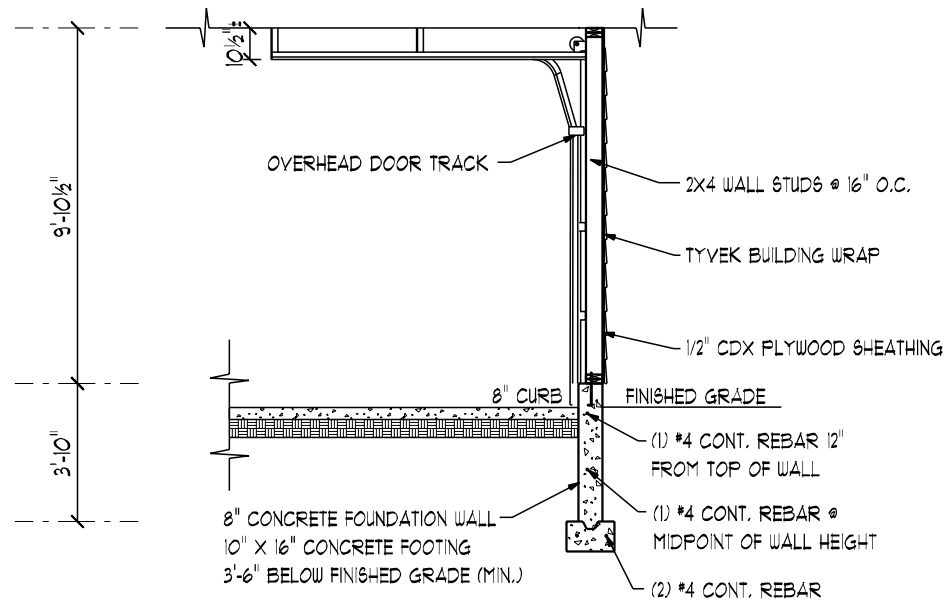 10½"
OVERHEAD DOOR TRACK
2X4 WALL STUDS @ 16" O.C.
9'-10½"
TYVEK BUILDING WRAP
1/2" CDX PLYWOOD SHEATHING
8" CURB
FINISHED GRADE
3'-10"
(1) #4 CONT. REBAR 12"
FROM TOP OF WALL
8" CONCRETE FOUNDATION WALL
10" X 16" CONCRETE FOOTING
3'-6" BELOW FINISHED GRADE (MIN.)
(1) #4 CONT. REBAR @
MIDPOINT OF WALL HEIGHT
(2) #4 CONT. REBAR